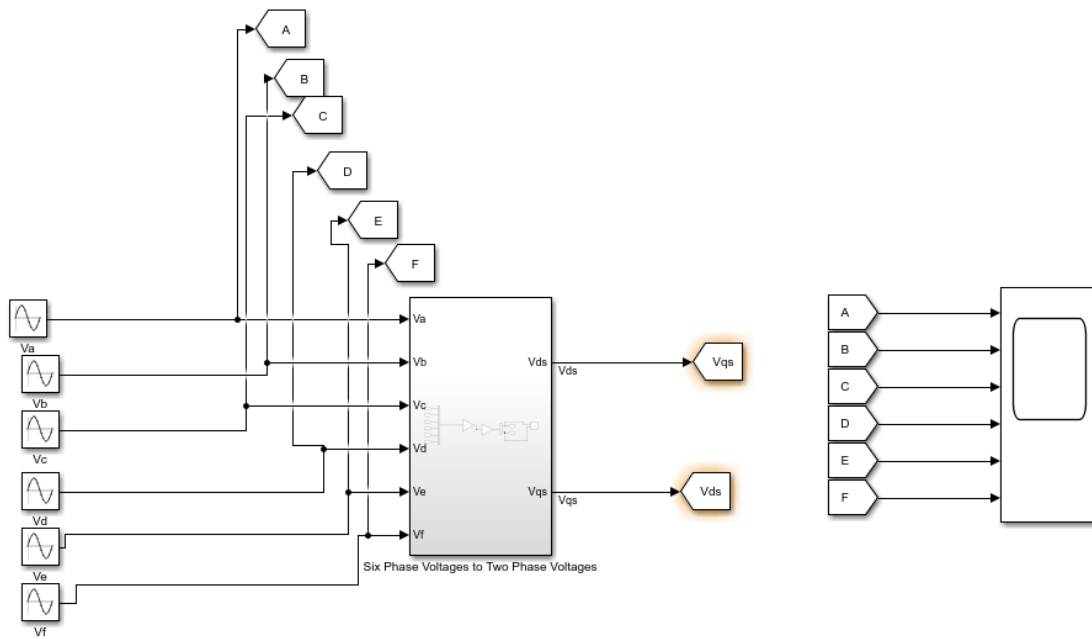 A
B
C
D
E
F
Va
Vb
Vc
Vd
Ve
Vf
Va
Vb
Vc
Vd
Ve
Vf
Vds
Vqs
Six Phase Voltages to Two Phase Voltages
Vds
Vqs
Vqs
Vds
A
B
C
D
E
F